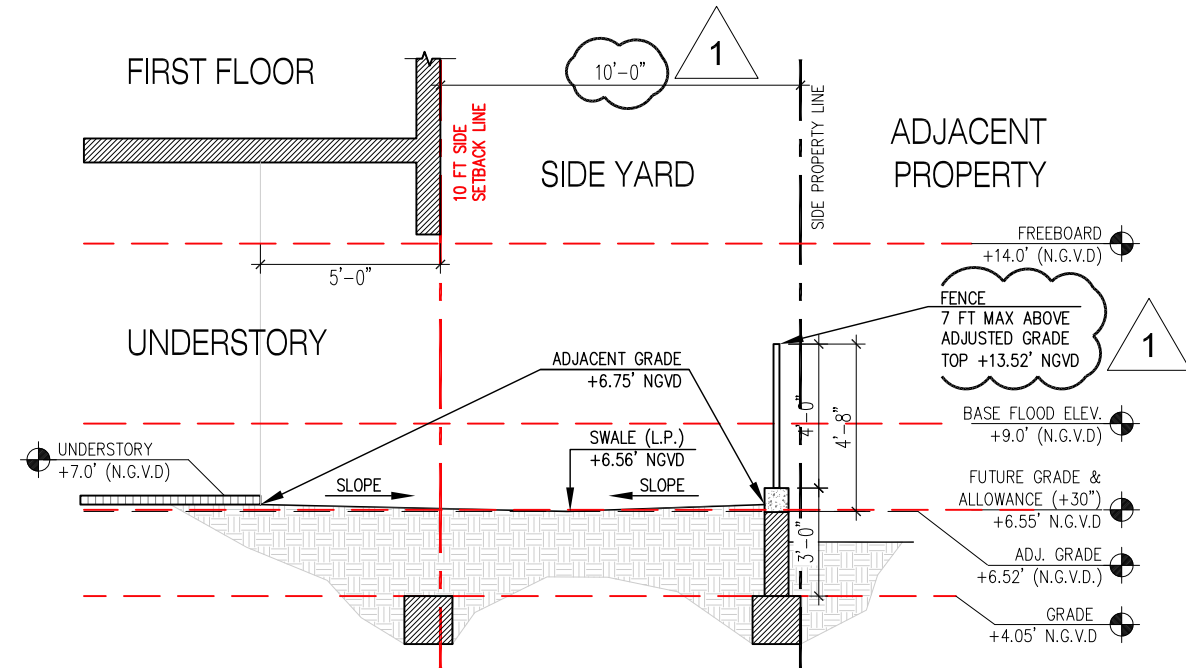 FIRST FLOOR
10'-0"
1
10 FT SIDE
SETBACK LINE
SIDE YARD
SIDE PROPERTY LINE
ADJACENT
PROPERTY
FREEBOARD
+14.0' (N.G.V.D)
5'-0"
FENCE
7 FT MAX ABOVE
ADJUSTED GRADE
TOP +13.52' NGVD
1
UNDERSTORY
ADJACENT GRADE
+6.75' NGVD
4'-0"
4'-8"
BASE FLOOD ELEV.
+9.0' (N.G.V.D)
UNDERSTORY
+7.0' (N.G.V.D)
SWALE (L.P.)
+6.56' NGVD
SLOPE
SLOPE
FUTURE GRADE &
ALLOWANCE (+30")
+6.55' N.G.V.D
3'-0"
ADJ. GRADE
+6.52' (N.G.V.D.)
GRADE
+4.05' N.G.V.D